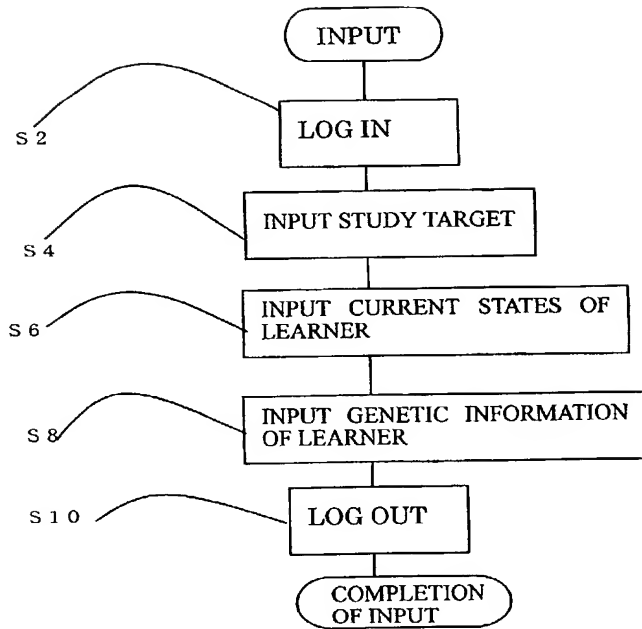 INPUT
S2
LOG IN
S4
INPUT STUDY TARGET
S6
INPUT CURRENT STATES OF
LEARNER
S8
INPUT GENETIC INFORMATION
OF LEARNER
S10
LOG OUT
COMPLETION
OF INPUT